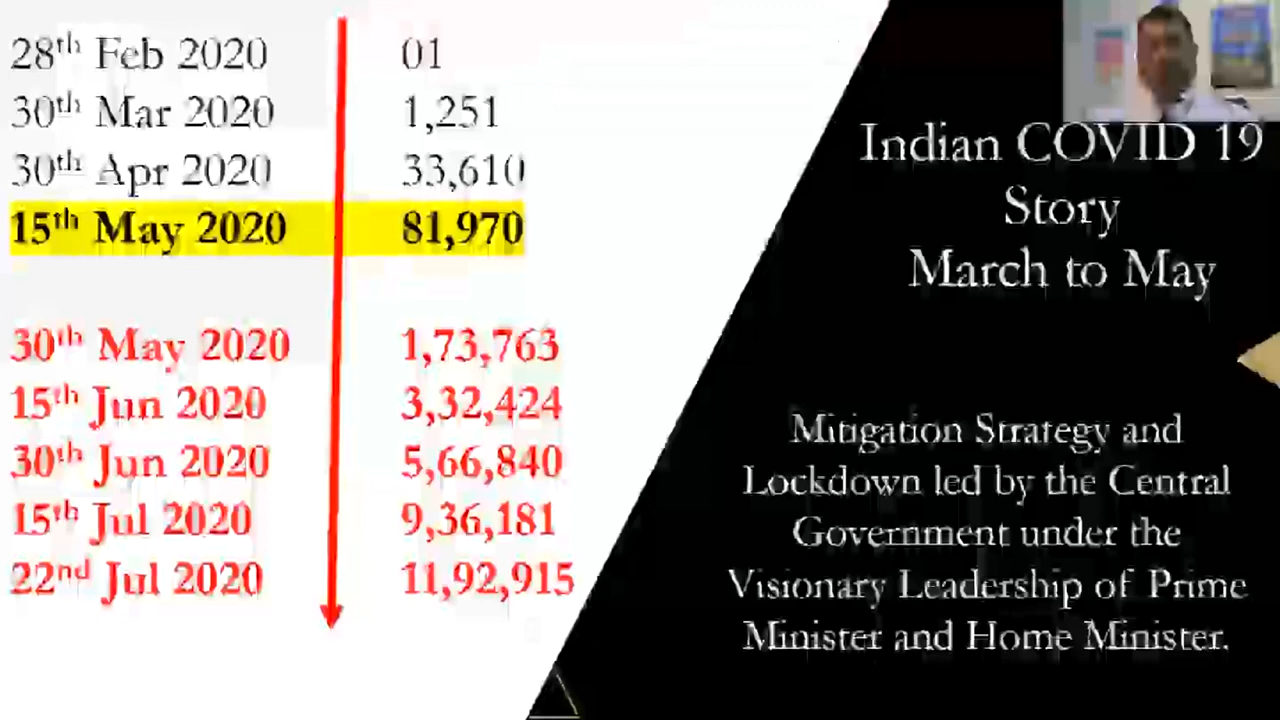 28th Feb 2020 01
30th Mar 2020 1,251
30th Apr 2020 33,610
15th May 2020 81,970
30th May 2020 1,73,763
15th Jun 2020 3,32,424
30th Jun 2020 5,66,840
15th Jul 2020 9,36,181
22nd Jul 2020 11,92,915
Indian COVID 19
Story
March to May
Mitigation Strategy and
Lockdown led by the Central
Government under the
Visionary Leadership of Prime
Minister and Home Minister.